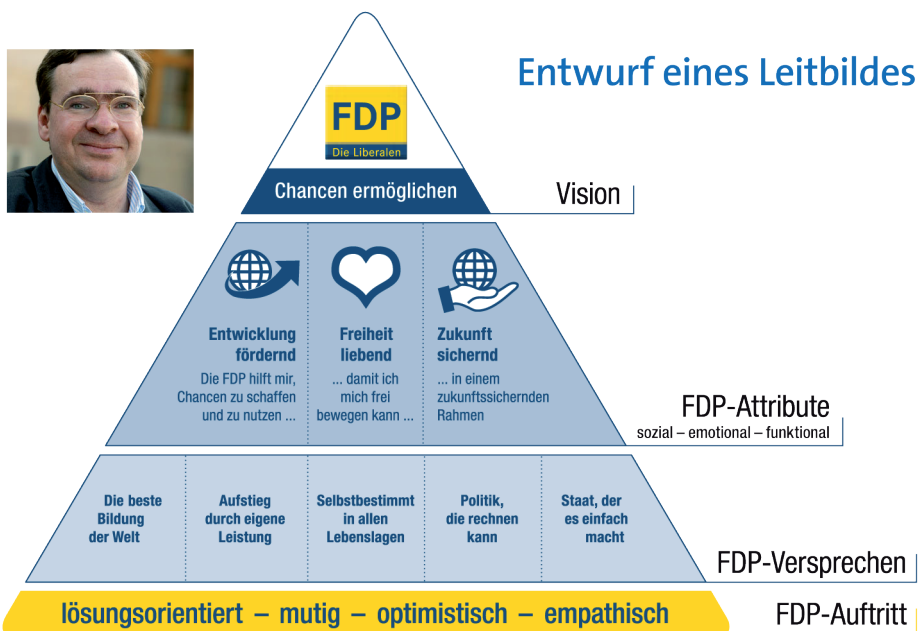 Entwurf eines Leitbildes
FDP
Die Liberalen
Chancen ermöglichen
Vision
Entwicklung
fördernd
Die FDP hilft mir,
Chancen zu schaffen
und zu nutzen ...
Freiheit
liebend
... damit ich
mich frei
bewegen kann ...
Zukunft
sichernd
... in einem
zukunftssichernden
Rahmen
FDP-Attribute
sozial – emotional – funktional
Die beste
Bildung
der Welt
Aufstieg
durch eigene
Leistung
Selbstbestimmt
in allen
Lebenslagen
Politik,
die rechnen
kann
Staat, der
es einfach
macht
FDP-Versprechen
lösungsorientiert – mutig – optimistisch – empathisch
FDP-Auftritt